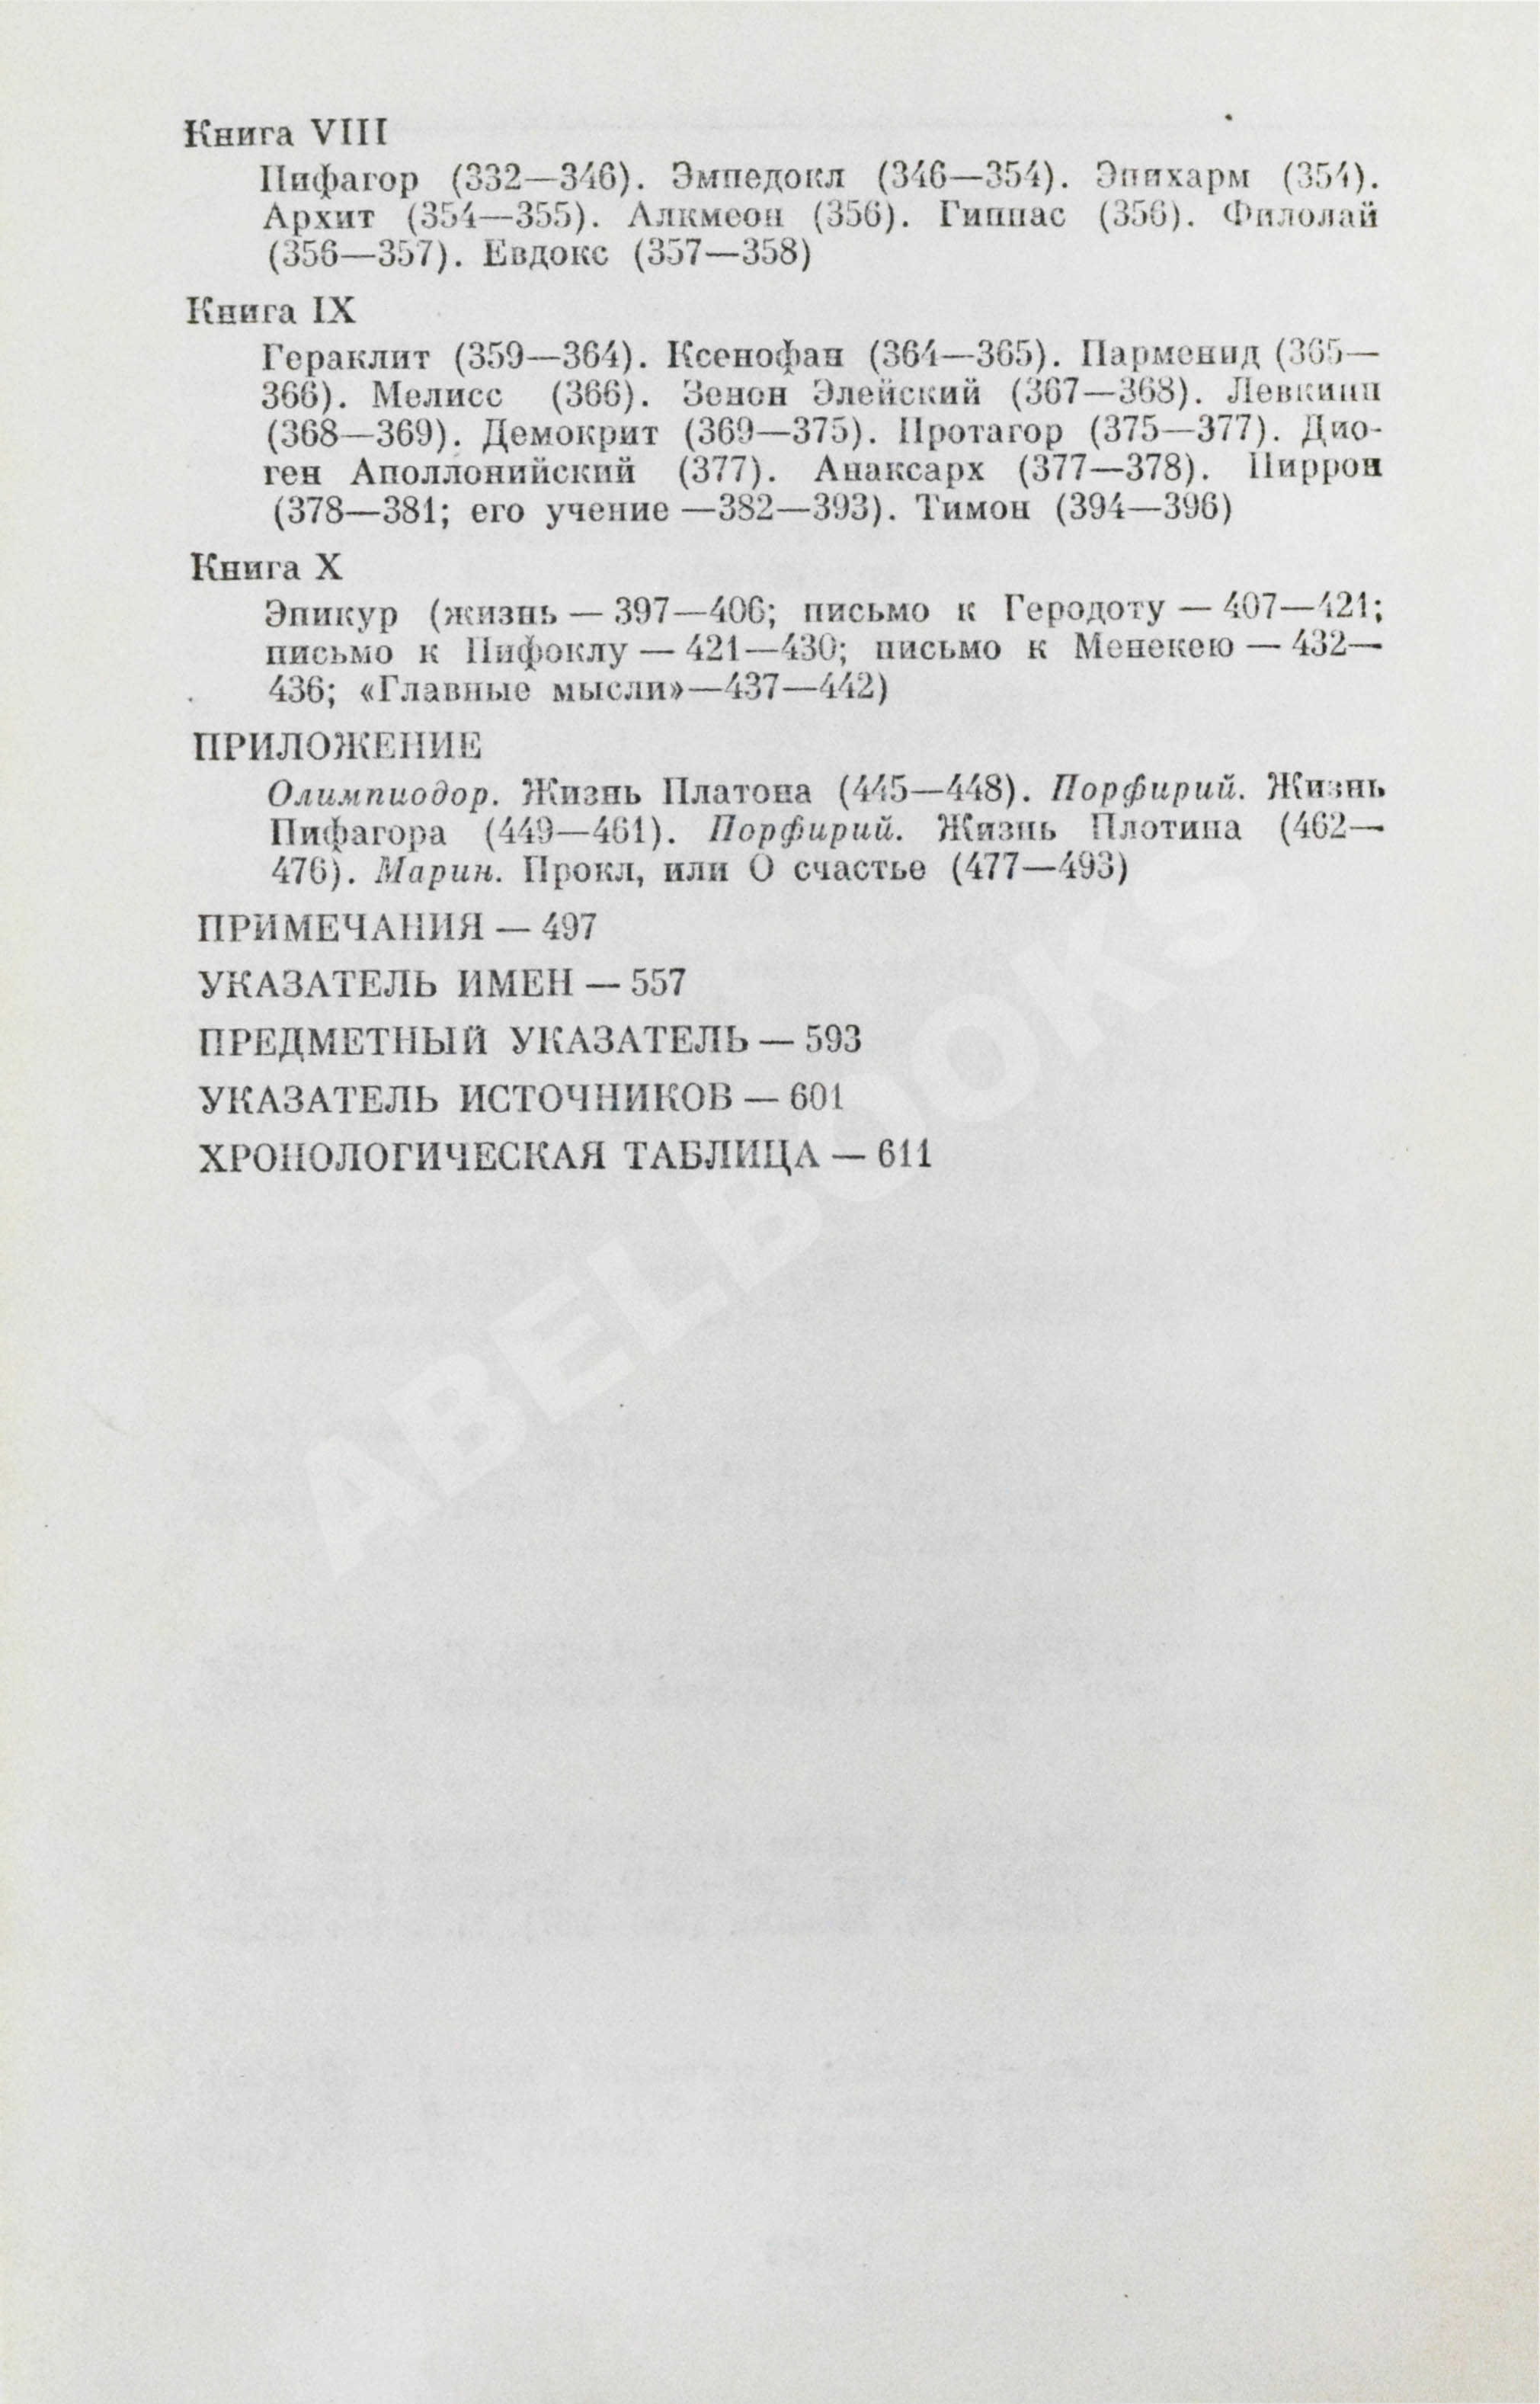 Книга VIII
Пифагор (332—346). Эмпедокл (346—354). Эпихарм (354).
Архит (354—355). Алкмеон (356). Гиппас (356). Филолай
(356—357). Евдокс (357—358)
Книга IX
Гераклит (359—364). Ксенофан (364—365). Парменид (365—
366). Мелисс (366). Зенон Элейский (367—368). Левкипп
(368—369). Демокрит (369—375). Протагор (375—377). Дио-
ген Аполлонийский (377). Анаксарх (377—378). Пиррон
(378—381; его учение —382—393). Тимон (394—396)
Книга X
Эпикур (жизнь — 397—406; письмо к Геродоту — 407—421;
письмо к Пифоклу — 421—430; письмо к Менекею — 432—
436; «Главные мысли»—437—442)
ПРИЛОЖЕНИЕ
Олимпиодор. Жизнь Платона (445—448). Порфирий. Жизнь
Пифагора (449—461). Порфирий. Жизнь Плотина (462—
476). Марин. Прокл, или О счастье (477—493)
ПРИМЕЧАНИЯ — 497
УКАЗАТЕЛЬ ИМЕН — 557
ПРЕДМЕТНЫЙ УКАЗАТЕЛЬ — 593
УКАЗАТЕЛЬ ИСТОЧНИКОВ — 601
ХРОНОЛОГИЧЕСКАЯ ТАБЛИЦА — 611
ABELBOOKS